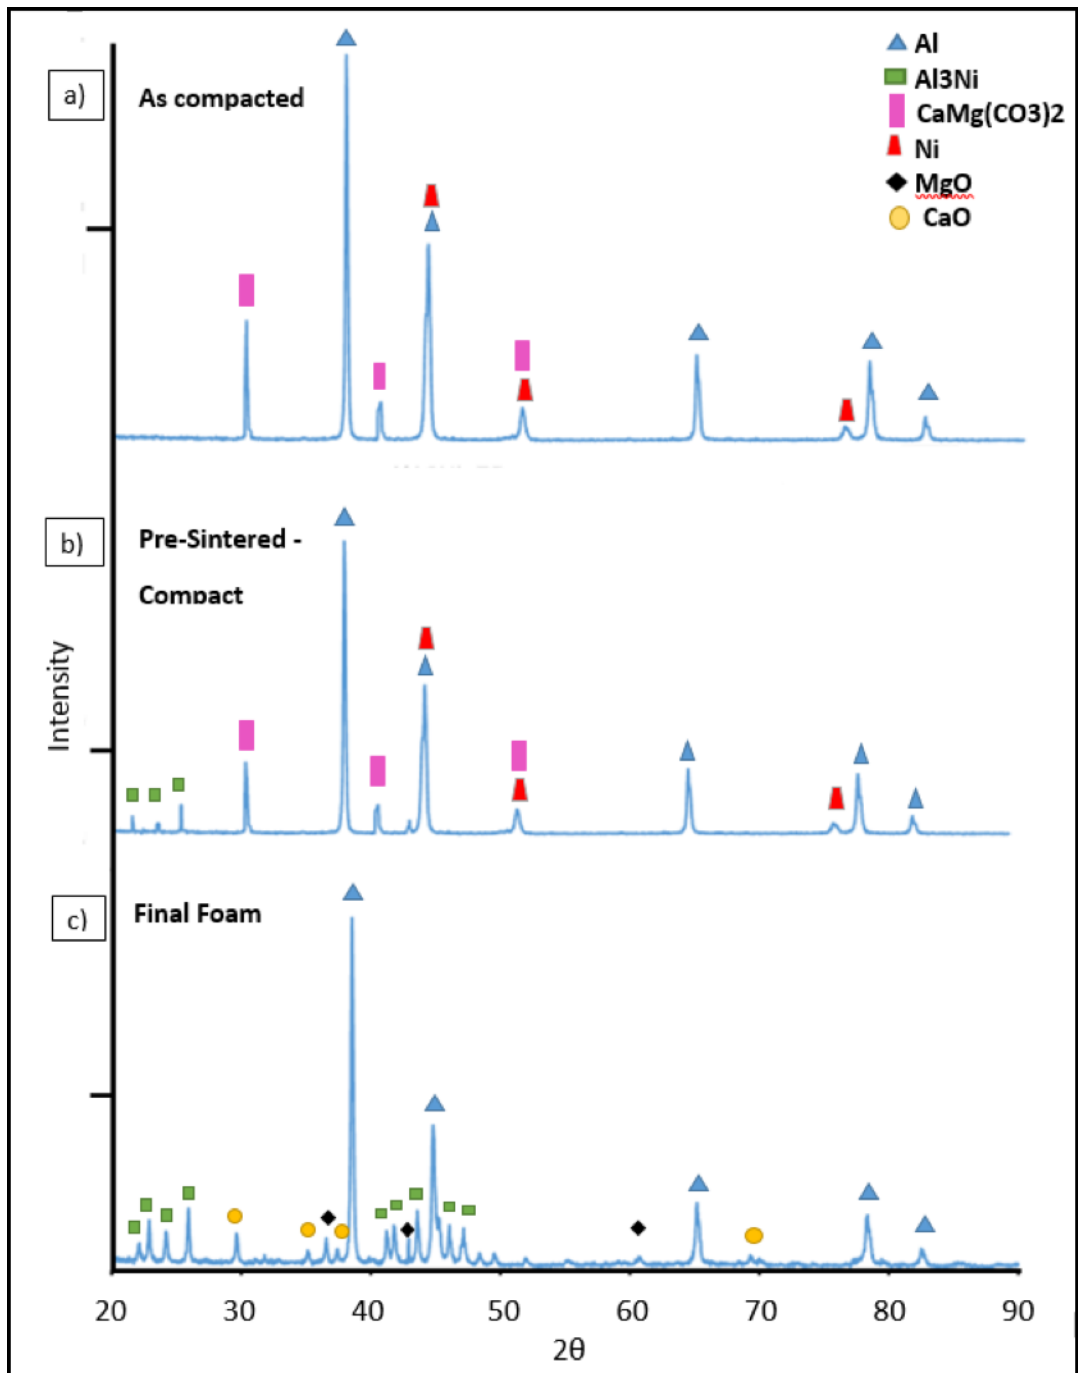 a)
As compacted
Al
Al3Ni
CaMg(CO3)2
Ni
MgO
CaO
b)
Pre-Sintered -
Compact
Intensity
c)
Final Foam
20 30 40 50 60 70 80 90
2θ